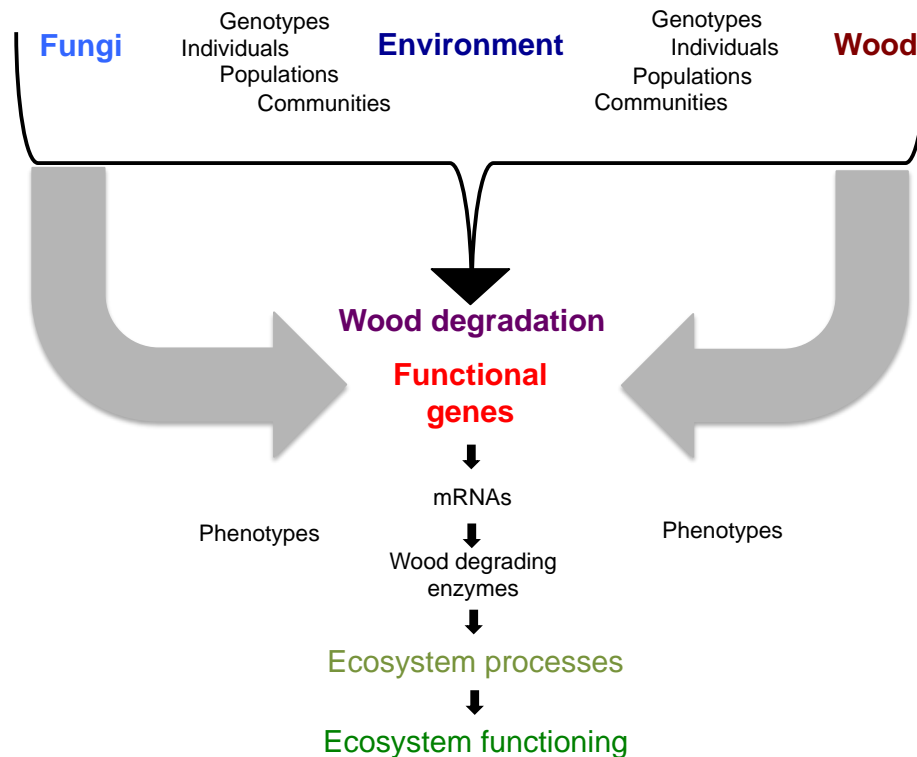 Fungi
Genotypes
Individuals
Populations
Communities
Environment
Genotypes
Individuals
Populations
Communities
Wood
Wood degradation
Functional
genes
mRNAs
Phenotypes
Phenotypes
Wood degrading
enzymes
Ecosystem processes
Ecosystem functioning